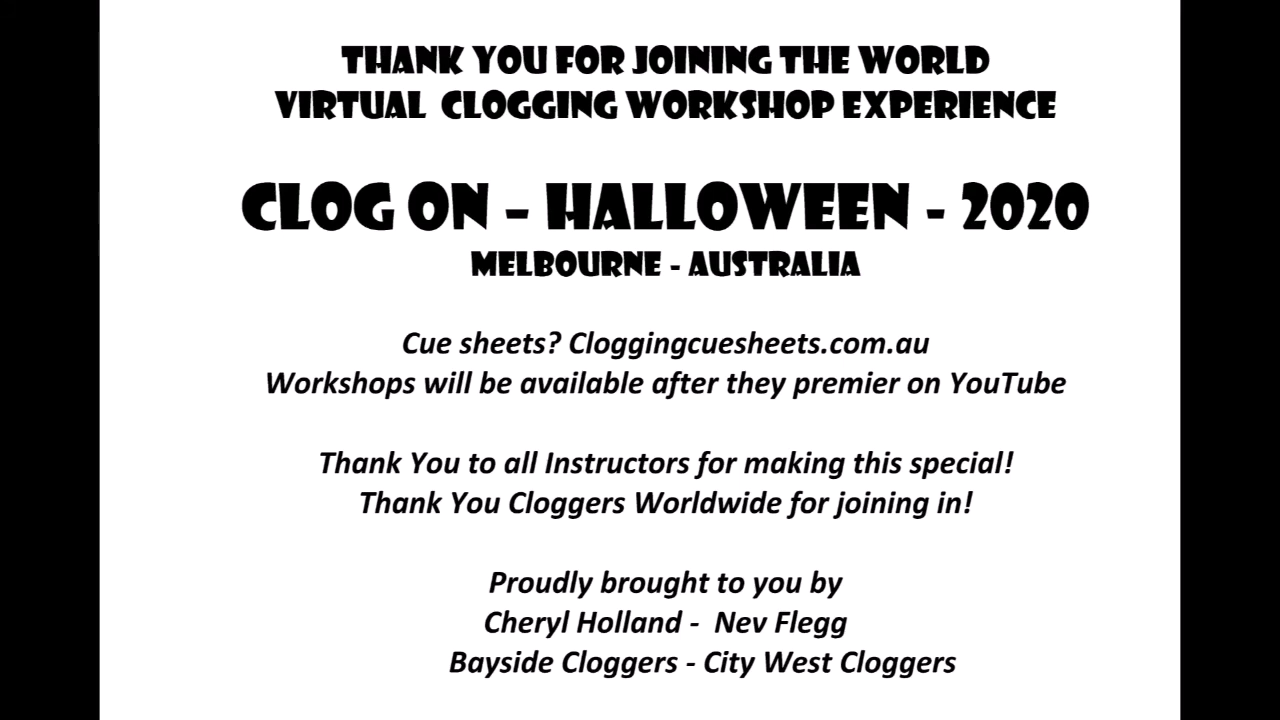 THANK YOU FOR JOINING THE WORLD
VIRTUAL CLOGGING WORKSHOP EXPERIENCE
CLOG ON – HALLOWEEN - 2020
MELBOURNE - AUSTRALIA
Cue sheets? Cloggingcuesheets.com.au
Workshops will be available after they premier on YouTube
Thank You to all Instructors for making this special!
Thank You Cloggers Worldwide for joining in!
Proudly brought to you by
Cheryl Holland - Nev Flegg
Bayside Cloggers - City West Cloggers